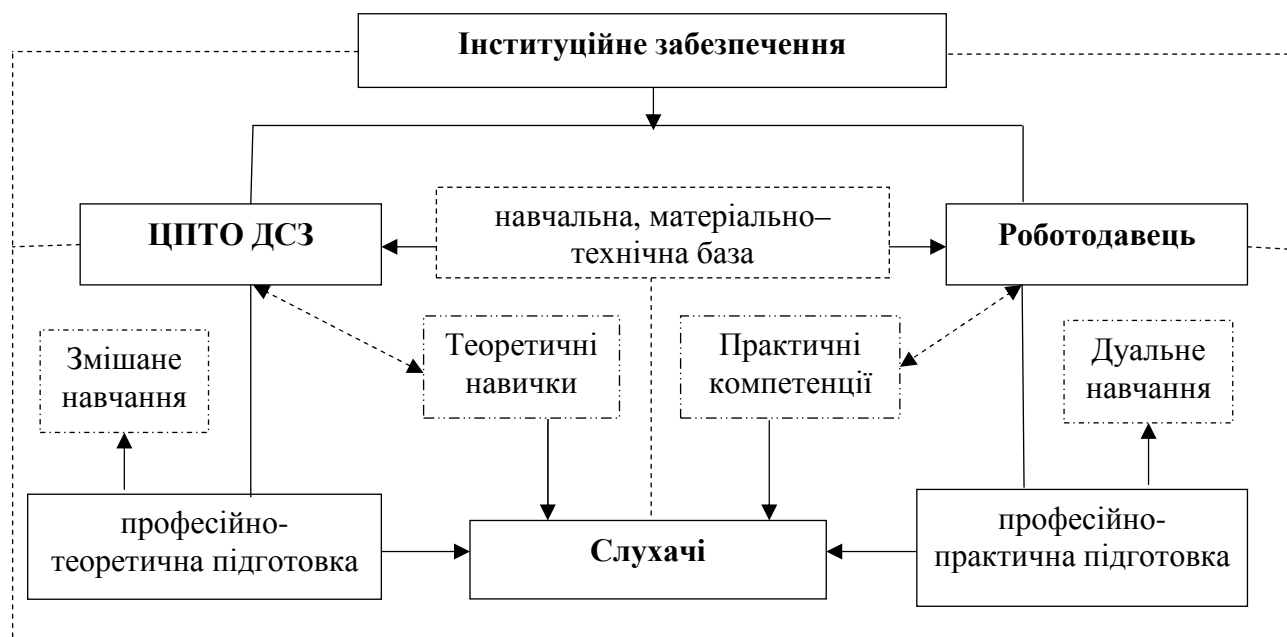 Інституційне забезпечення
ЦПТО ДСЗ
навчальна, матеріально–
технічна база
Роботодавець
Змішане
навчання
Теоретичні
навички
Практичні
компетенції
Дуальне
навчання
професійно-
теоретична підготовка
Слухачі
професійно-
практична підготовка